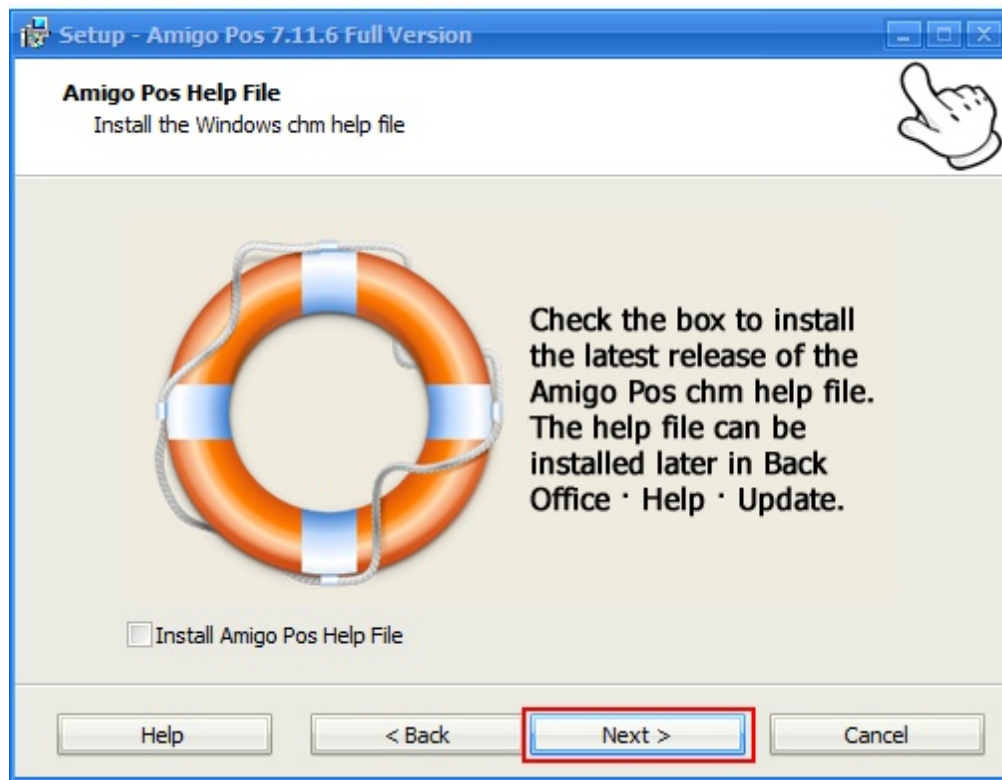 Setup - Amigo Pos 7.11.6 Full Version
Amigo Pos Help File
Install the Windows chm help file
Check the box to install
the latest release of the
Amigo Pos chm help file.
The help file can be
installed later in Back
Office · Help · Update.
Install Amigo Pos Help File
Help
< Back
Next >
Cancel